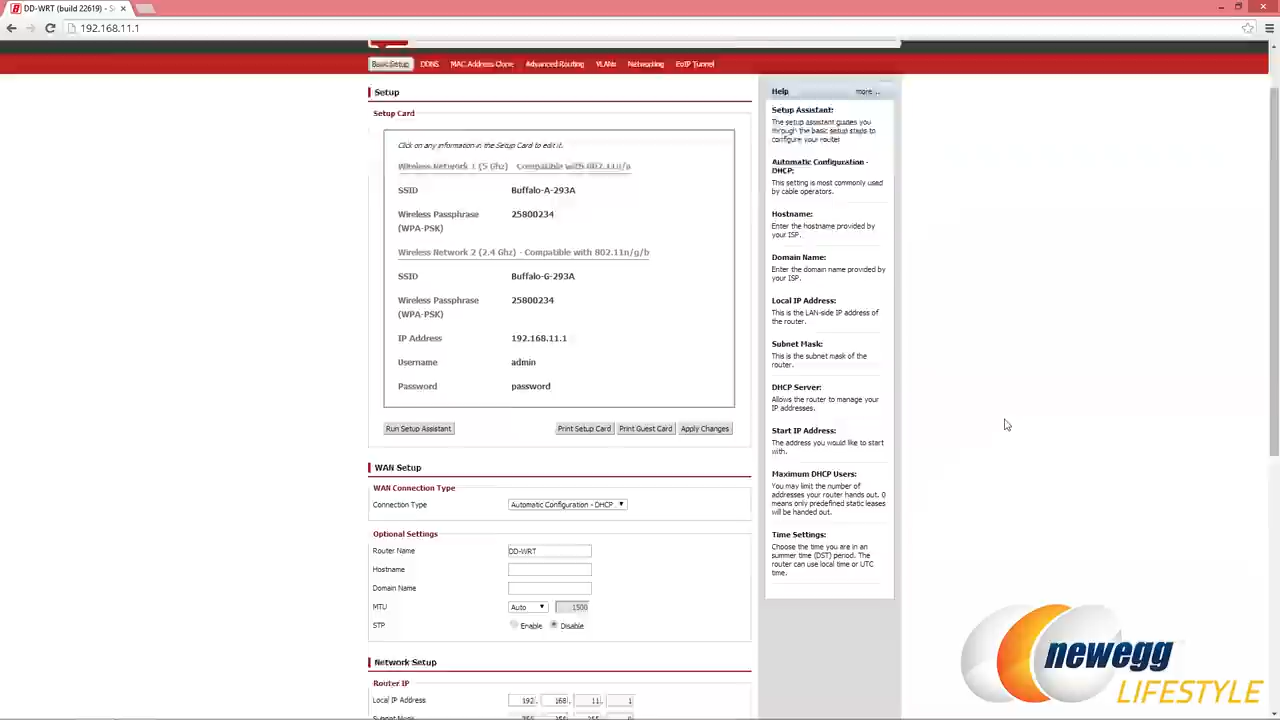 DD-WRT (build 22619) - S
192.168.11.1
Basic Setup DDNS MAC Address Clone Advanced Routing VLANs Networking EoIP Tunnel
Setup
Setup Card
Click on any information in the Setup Card to edit it.
Wireless Network 1 (5 Ghz) - Compatible with 802.11n/a
SSID Buffalo-A-293A
Wireless Passphrase 25800234
(WPA-PSK)
Wireless Network 2 (2.4 Ghz) - Compatible with 802.11n/g/b
SSID Buffalo-G-293A
Wireless Passphrase 25800234
(WPA-PSK)
IP Address 192.168.11.1
Username admin
Password password
Run Setup Assistant Print Setup Card Print Guest Card Apply Changes
WAN Setup
WAN Connection Type
Connection Type Automatic Configuration - DHCP
Optional Settings
Router Name DD-WRT
Hostname
Domain Name
MTU Auto 1500
STP Enable Disable
Network Setup
Router IP
Local IP Address 192. 168. 11. 1
Help more...
Setup Assistant:
The setup assistant guides you
through the basic setup steps to
configure your router
Automatic Configuration -
DHCP:
This setting is most commonly used
by cable operators.
Hostname:
Enter the hostname provided by
your ISP.
Domain Name:
Enter the domain name provided by
your ISP.
Local IP Address:
This is the LAN-side IP address of
the router.
Subnet Mask:
This is the subnet mask of the
router.
DHCP Server:
Allows the router to manage your
IP addresses.
Start IP Address:
The address you would like to start
with.
Maximum DHCP Users:
You may limit the number of
addresses your router hands out. 0
means only predefined static leases
will be handed out.
Time Settings:
Choose the time you are in an
summer time (DST) period. The
router can use local time or UTC
time.
newegg
LIFESTYLE